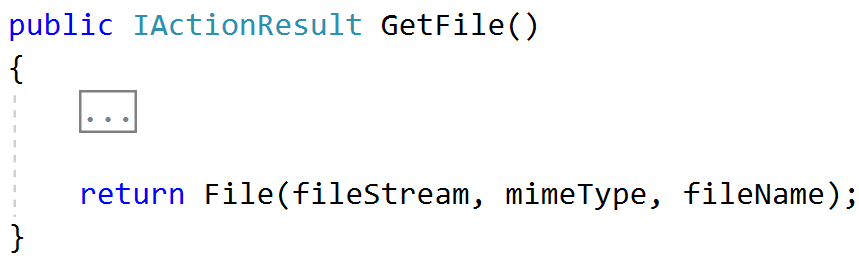 public IActionResult GetFile()
{
...
return File(fileStream, mimeType, fileName);
}